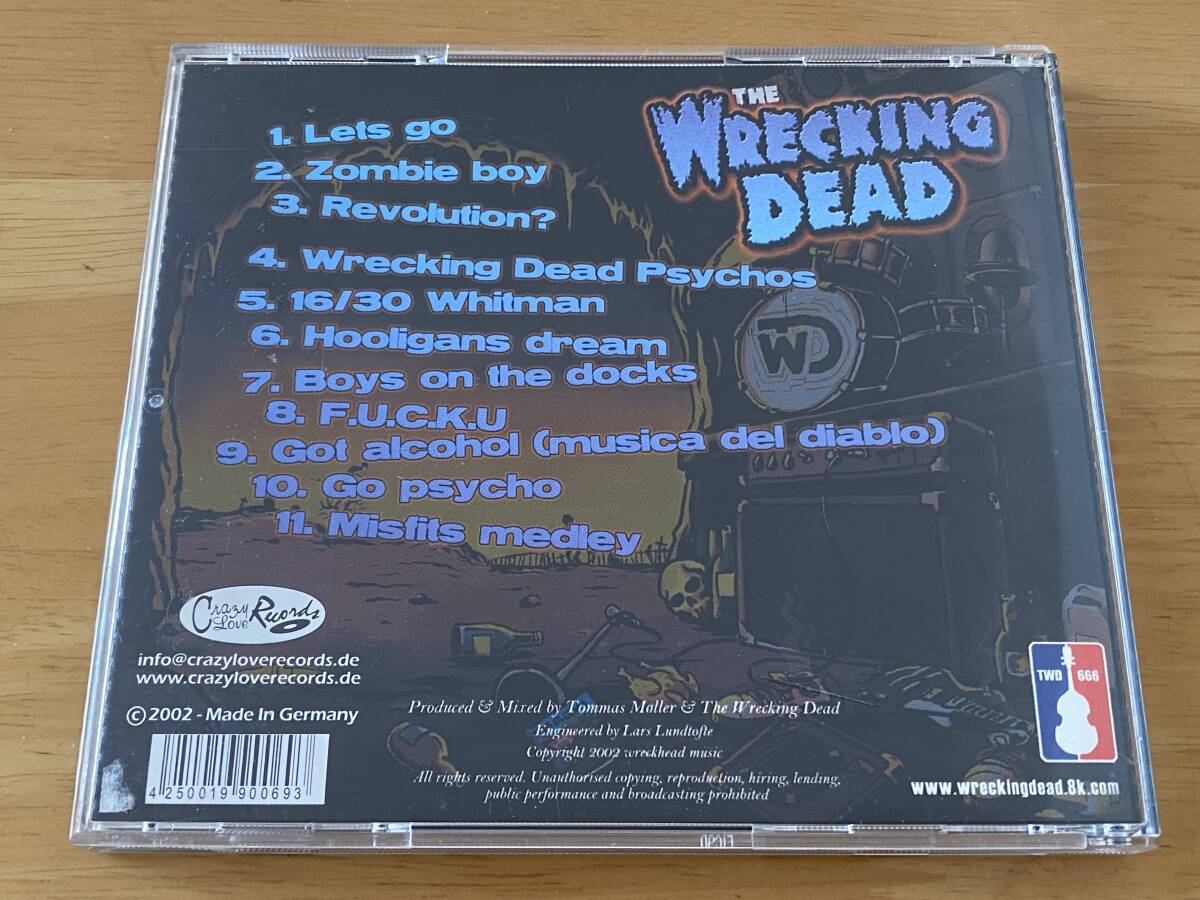 THE
WRECKING
DEAD
1. Lets go
2. Zombie boy
3. Revolution?
4. Wrecking Dead Psychos
5. 16/30 Whitman
6. Hooligans dream
7. Boys on the docks
8. F.U.C.K.U
9. Got alcohol (musica del diablo)
10. Go psycho
11. Misfits medley
WD
Crazy
Love Records
info@crazyloverecords.de
www.crazyloverecords.de
©2002 - Made In Germany
4 250019 900693
Produced & Mixed by Tommas Møller & The Wrecking Dead
Engineered by Lars Lundtofte
Copyright 2002 wreckhead music
All rights reserved. Unauthorised copying, reproduction, hiring, lending,
public performance and broadcasting prohibited
TWD 666
www.wreckingdead.8k.com